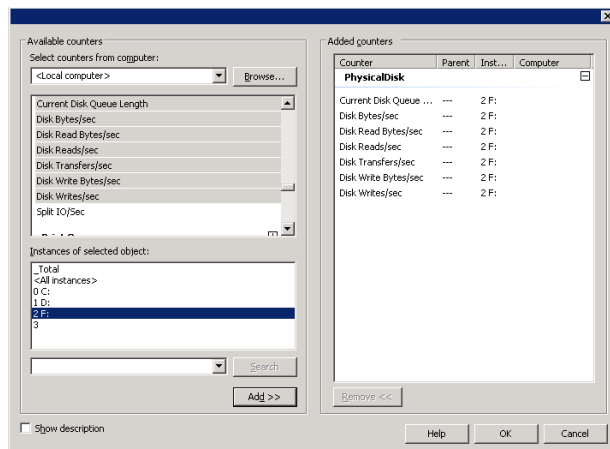 Available counters
Select counters from computer:
<Local computer>
Browse...
Current Disk Queue Length
Disk Bytes/sec
Disk Read Bytes/sec
Disk Reads/sec
Disk Transfers/sec
Disk Write Bytes/sec
Disk Writes/sec
Split IO/Sec
Instances of selected object:
_Total
<All instances>
0 C:
1 D:
2 F:
3
Search
Add >>
Show description
Added counters
Counter Parent Inst... Computer
PhysicalDisk
Current Disk Queue ... --- 2 F:
Disk Bytes/sec --- 2 F:
Disk Read Bytes/sec --- 2 F:
Disk Reads/sec --- 2 F:
Disk Transfers/sec --- 2 F:
Disk Write Bytes/sec --- 2 F:
Disk Writes/sec --- 2 F:
Remove <<
Help OK Cancel